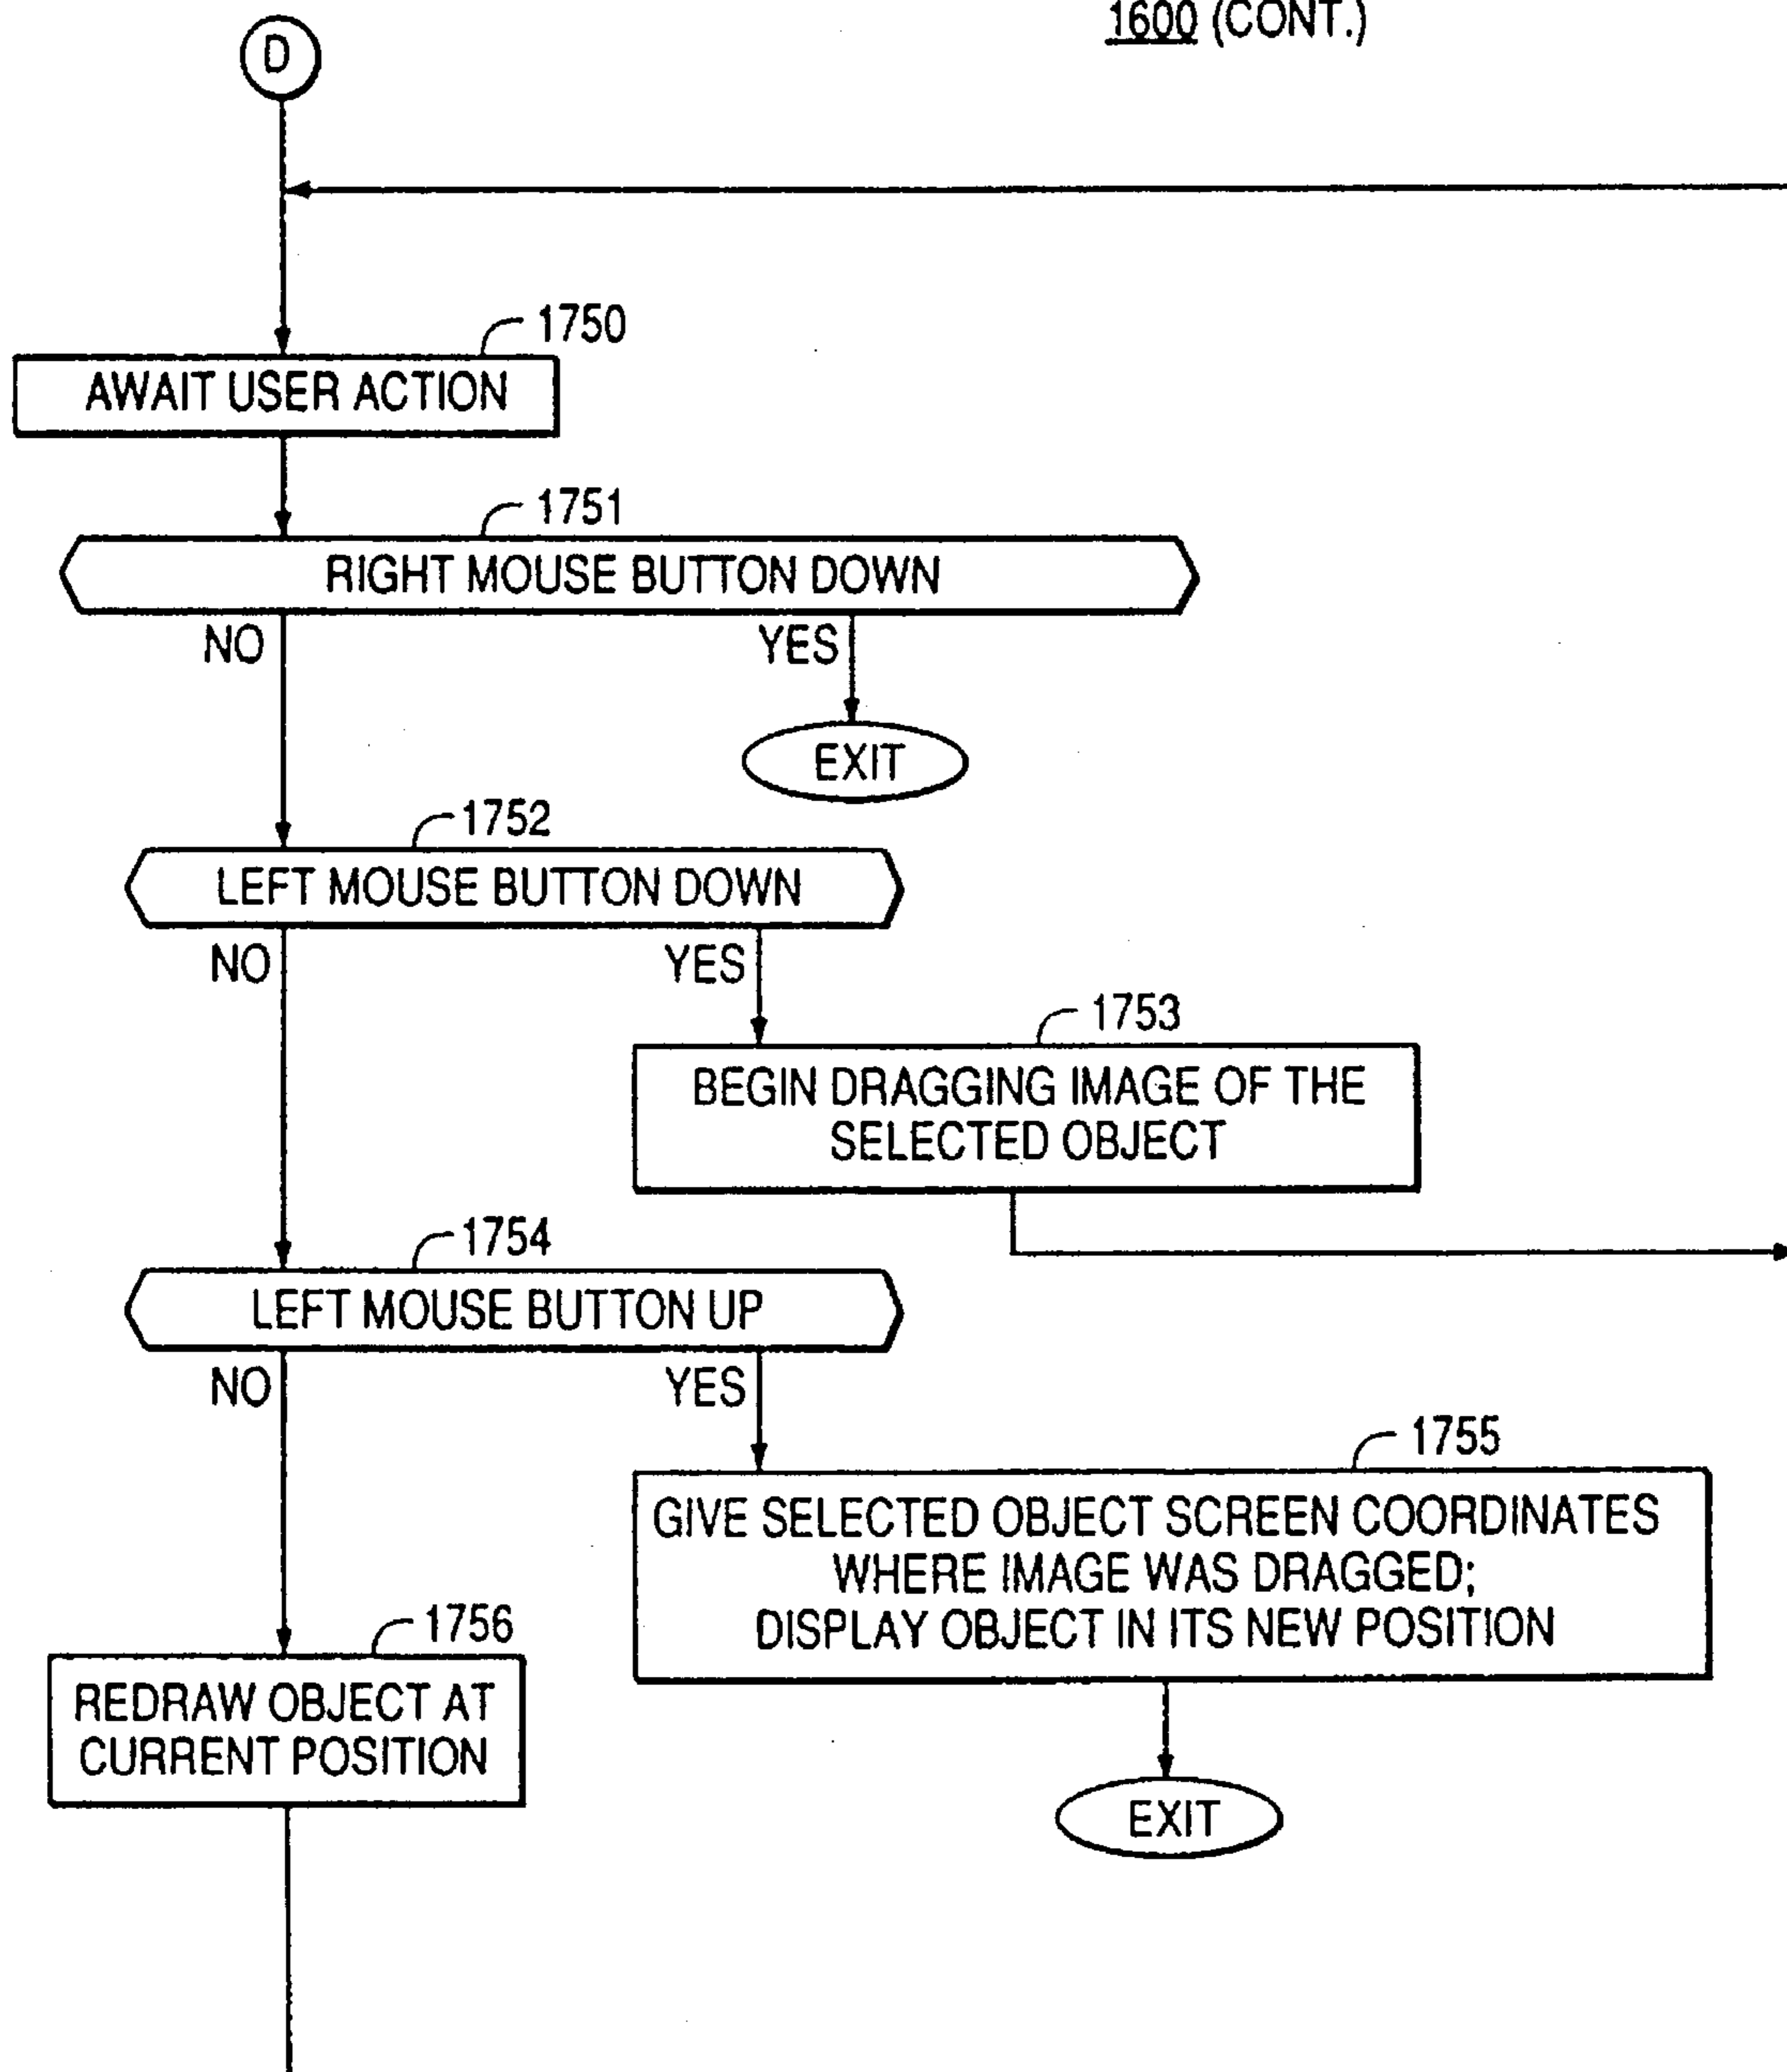 1600 (CONT.)
D
1750
AWAIT USER ACTION
1751
RIGHT MOUSE BUTTON DOWN
NO
YES
EXIT
1752
LEFT MOUSE BUTTON DOWN
NO
YES
1753
BEGIN DRAGGING IMAGE OF THE
SELECTED OBJECT
1754
LEFT MOUSE BUTTON UP
NO
YES
1755
GIVE SELECTED OBJECT SCREEN COORDINATES
WHERE IMAGE WAS DRAGGED;
DISPLAY OBJECT IN ITS NEW POSITION
1756
REDRAW OBJECT AT
CURRENT POSITION
EXIT